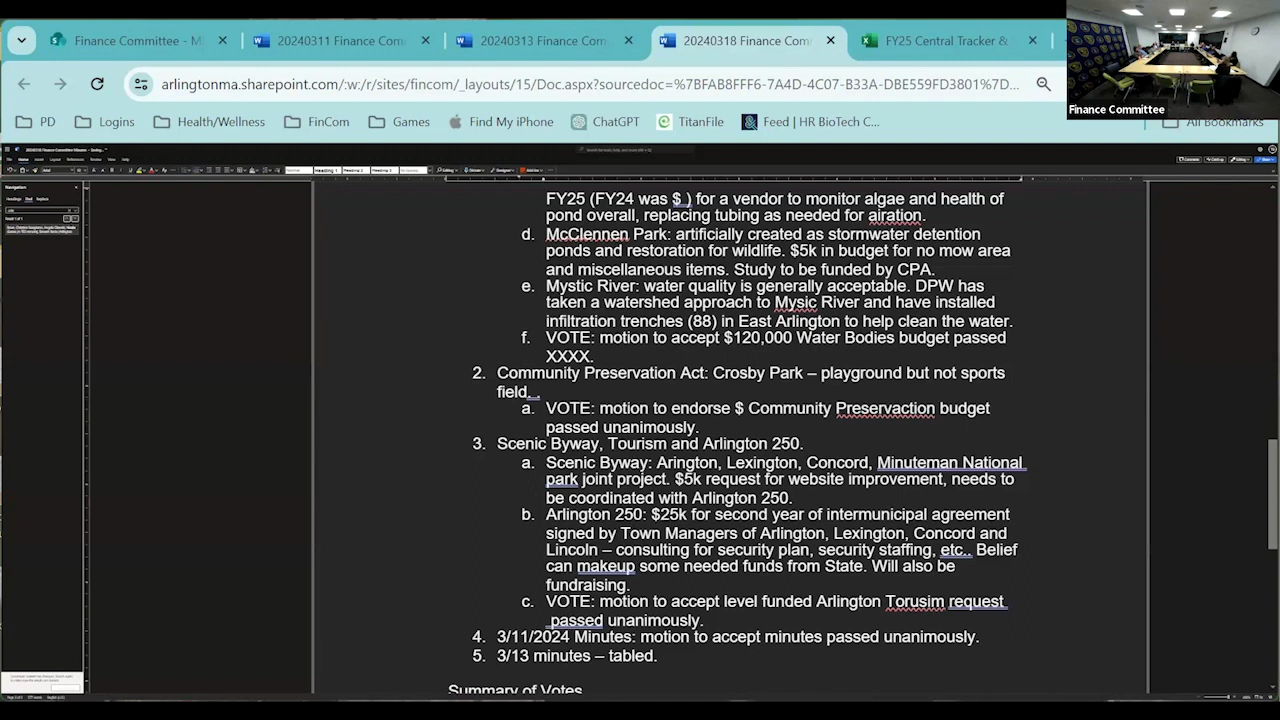 Finance Committee - M
20240311 Finance
20240313 Finance Com
20240318 Finance Co
FY25 Central Tracker &
arlingtonma.sharepoint.com/:w:/r/sites/fincom/_layouts/15/Doc.aspx?sourcedoc=%7BFAB8FFF6-7A4D-4C07-B33A-DBE559FD3801%7D...
Finance Committee
PD
Logins
Health/Wellness
FinCom
Games
Find My iPhone
ChatGPT
TitanFile
Feed | HR BioTech C...
All Bookmarks
Navigation
FY25 (FY24 was $ ) for a vendor to monitor algae and health of
pond overall, replacing tubing as needed for airation.
d. McClennen Park: artificially created as stormwater detention
ponds and restoration for wildlife. $5k in budget for no mow area
and miscellaneous items. Study to be funded by CPA.
e. Mystic River: water quality is generally acceptable. DPW has
taken a watershed approach to Mysic River and have installed
infiltration trenches (88) in East Arlington to help clean the water.
f. VOTE: motion to accept $120,000 Water Bodies budget passed
XXXX.
2. Community Preservation Act: Crosby Park – playground but not sports
field. .
a. VOTE: motion to endorse $ Community Preservaction budget
passed unanimously.
3. Scenic Byway, Tourism and Arlington 250.
a. Scenic Byway: Arington, Lexington, Concord, Minuteman National
park joint project. $5k request for website improvement, needs to
be coordinated with Arlington 250.
b. Arlington 250: $25k for second year of intermunicipal agreement
signed by Town Managers of Arlington, Lexington, Concord and
Lincoln – consulting for security plan, security staffing, etc.. Belief
can makeup some needed funds from State. Will also be
fundraising.
c. VOTE: motion to accept level funded Arlington Torusim request
passed unanimously.
4. 3/11/2024 Minutes: motion to accept minutes passed unanimously.
5. 3/13 minutes – tabled.
Summary of Votes